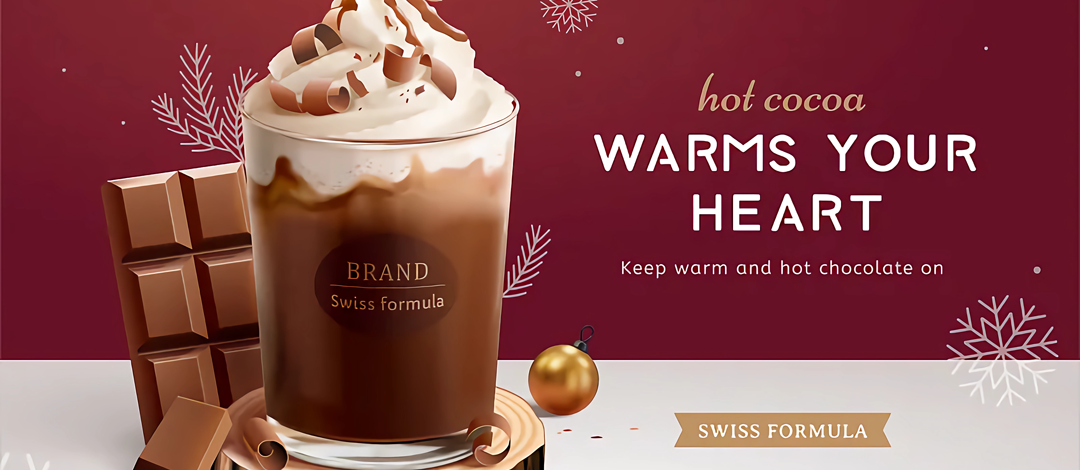 hot cocoa
WARMS YOUR
HEART
Keep warm and hot chocolate on
BRAND
Swiss formula
SWISS FORMULA